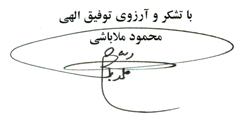 با تشکر و آرزوی توفیق الهی
محمود ملاباشی